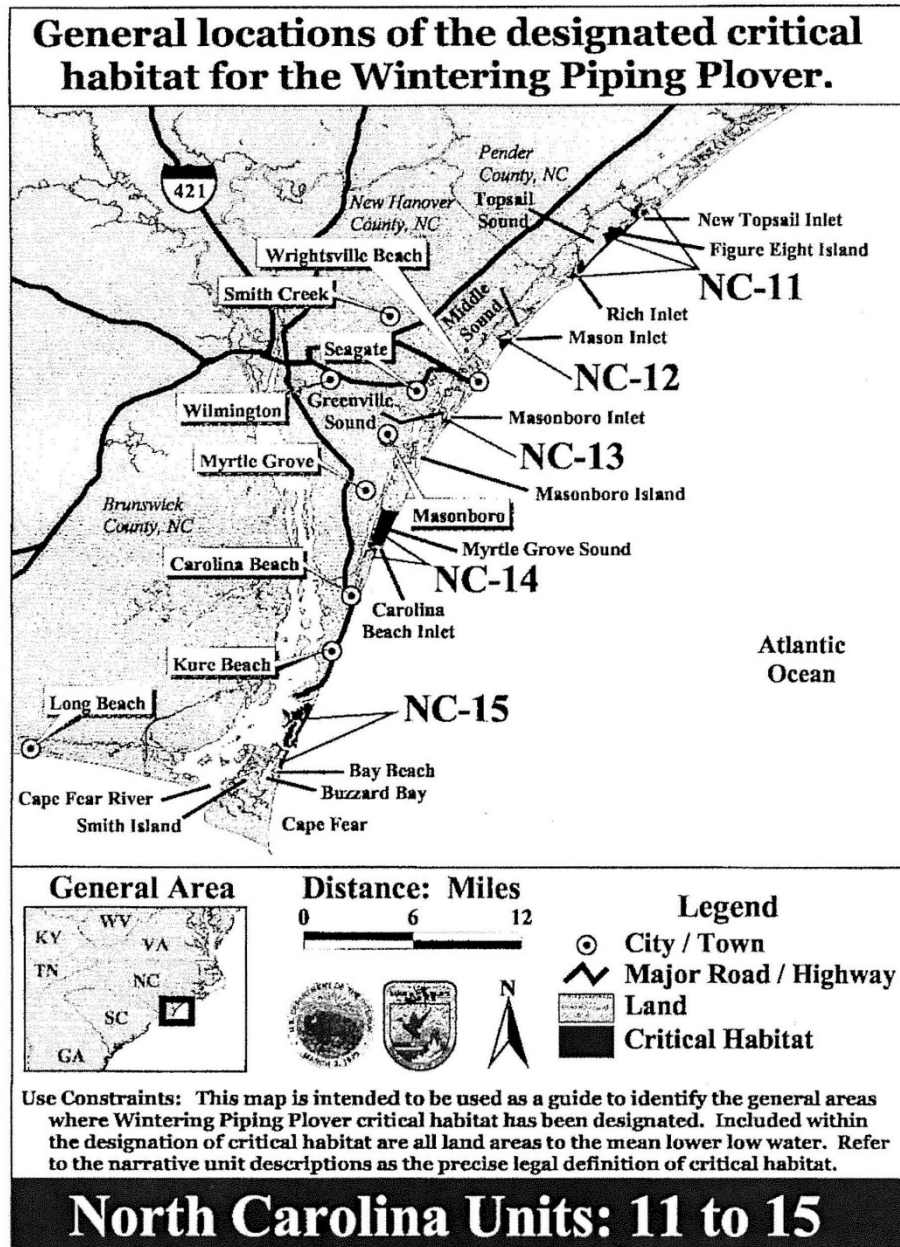 General locations of the designated critical
habitat for the Wintering Piping Plover.
421
Pender
County, NC
Topsail
Sound
New Hanover
County, NC
New Topsail Inlet
Figure Eight Island
NC-11
Wrightsville Beach
Smith Creek
Middle
Sound
Rich Inlet
Mason Inlet
Seagate
NC-12
Wilmington
Greenville
Sound
Masonboro Inlet
NC-13
Myrtle Grove
Masonboro Island
Brunswick
County, NC
Masonboro
Myrtle Grove Sound
Carolina Beach
NC-14
Carolina
Beach Inlet
Kure Beach
Atlantic
Ocean
Long Beach
NC-15
Bay Beach
Cape Fear River
Buzzard Bay
Smith Island
Cape Fear
General Area
KY
WV
VA
TN
NC
SC
GA
Distance: Miles
0 6 12
N
Legend
City / Town
Major Road / Highway
Land
Critical Habitat
Use Constraints: This map is intended to be used as a guide to identify the general areas
where Wintering Piping Plover critical habitat has been designated. Included within
the designation of critical habitat are all land areas to the mean lower low water. Refer
to the narrative unit descriptions as the precise legal definition of critical habitat.
North Carolina Units: 11 to 15